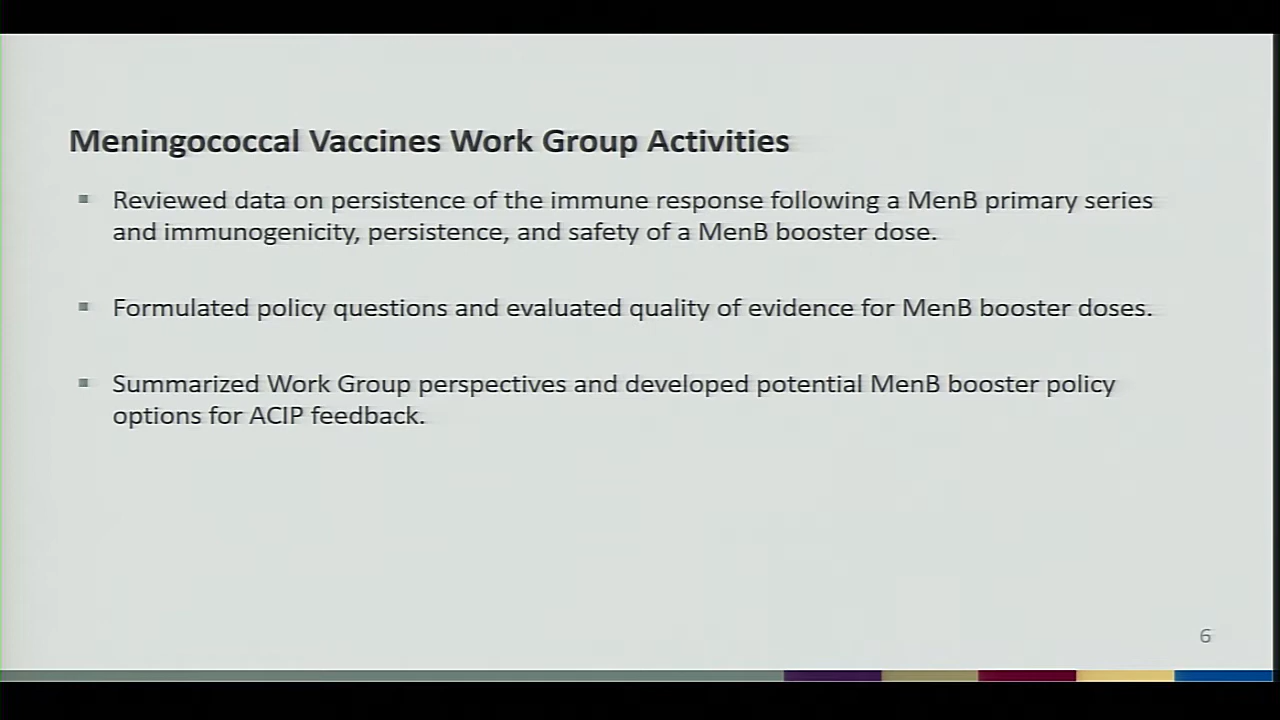 Meningococcal Vaccines Work Group Activities
▪ Reviewed data on persistence of the immune response following a MenB primary series
and immunogenicity, persistence, and safety of a MenB booster dose.
▪ Formulated policy questions and evaluated quality of evidence for MenB booster doses.
▪ Summarized Work Group perspectives and developed potential MenB booster policy
options for ACIP feedback.
6